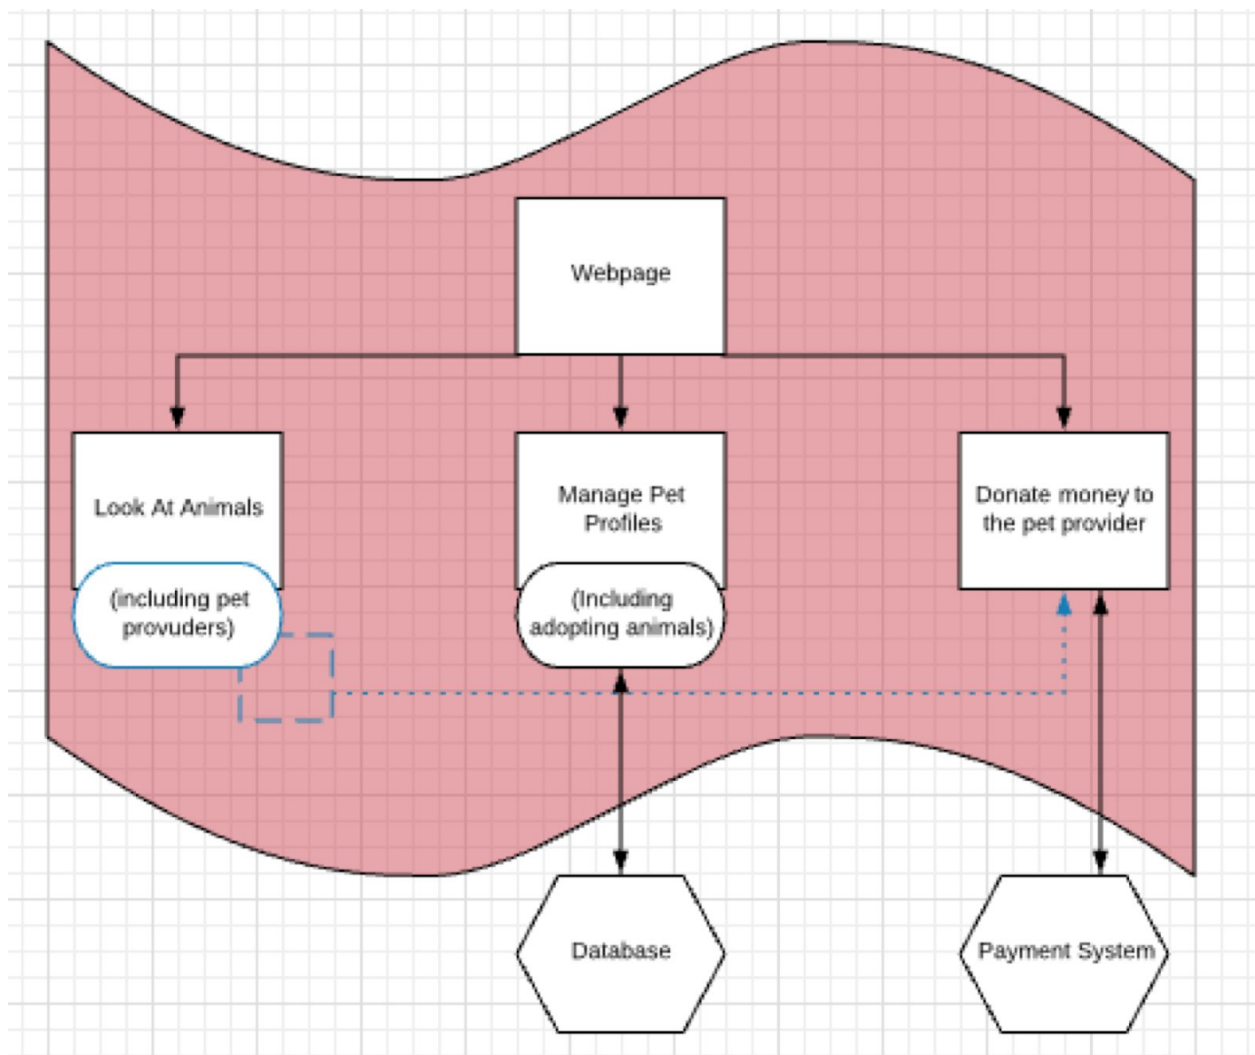 Webpage
Look At Animals
Manage Pet
Profiles
Donate money to
the pet provider
(including pet
provuders)
(Including
adopting animals)
Database
Payment System